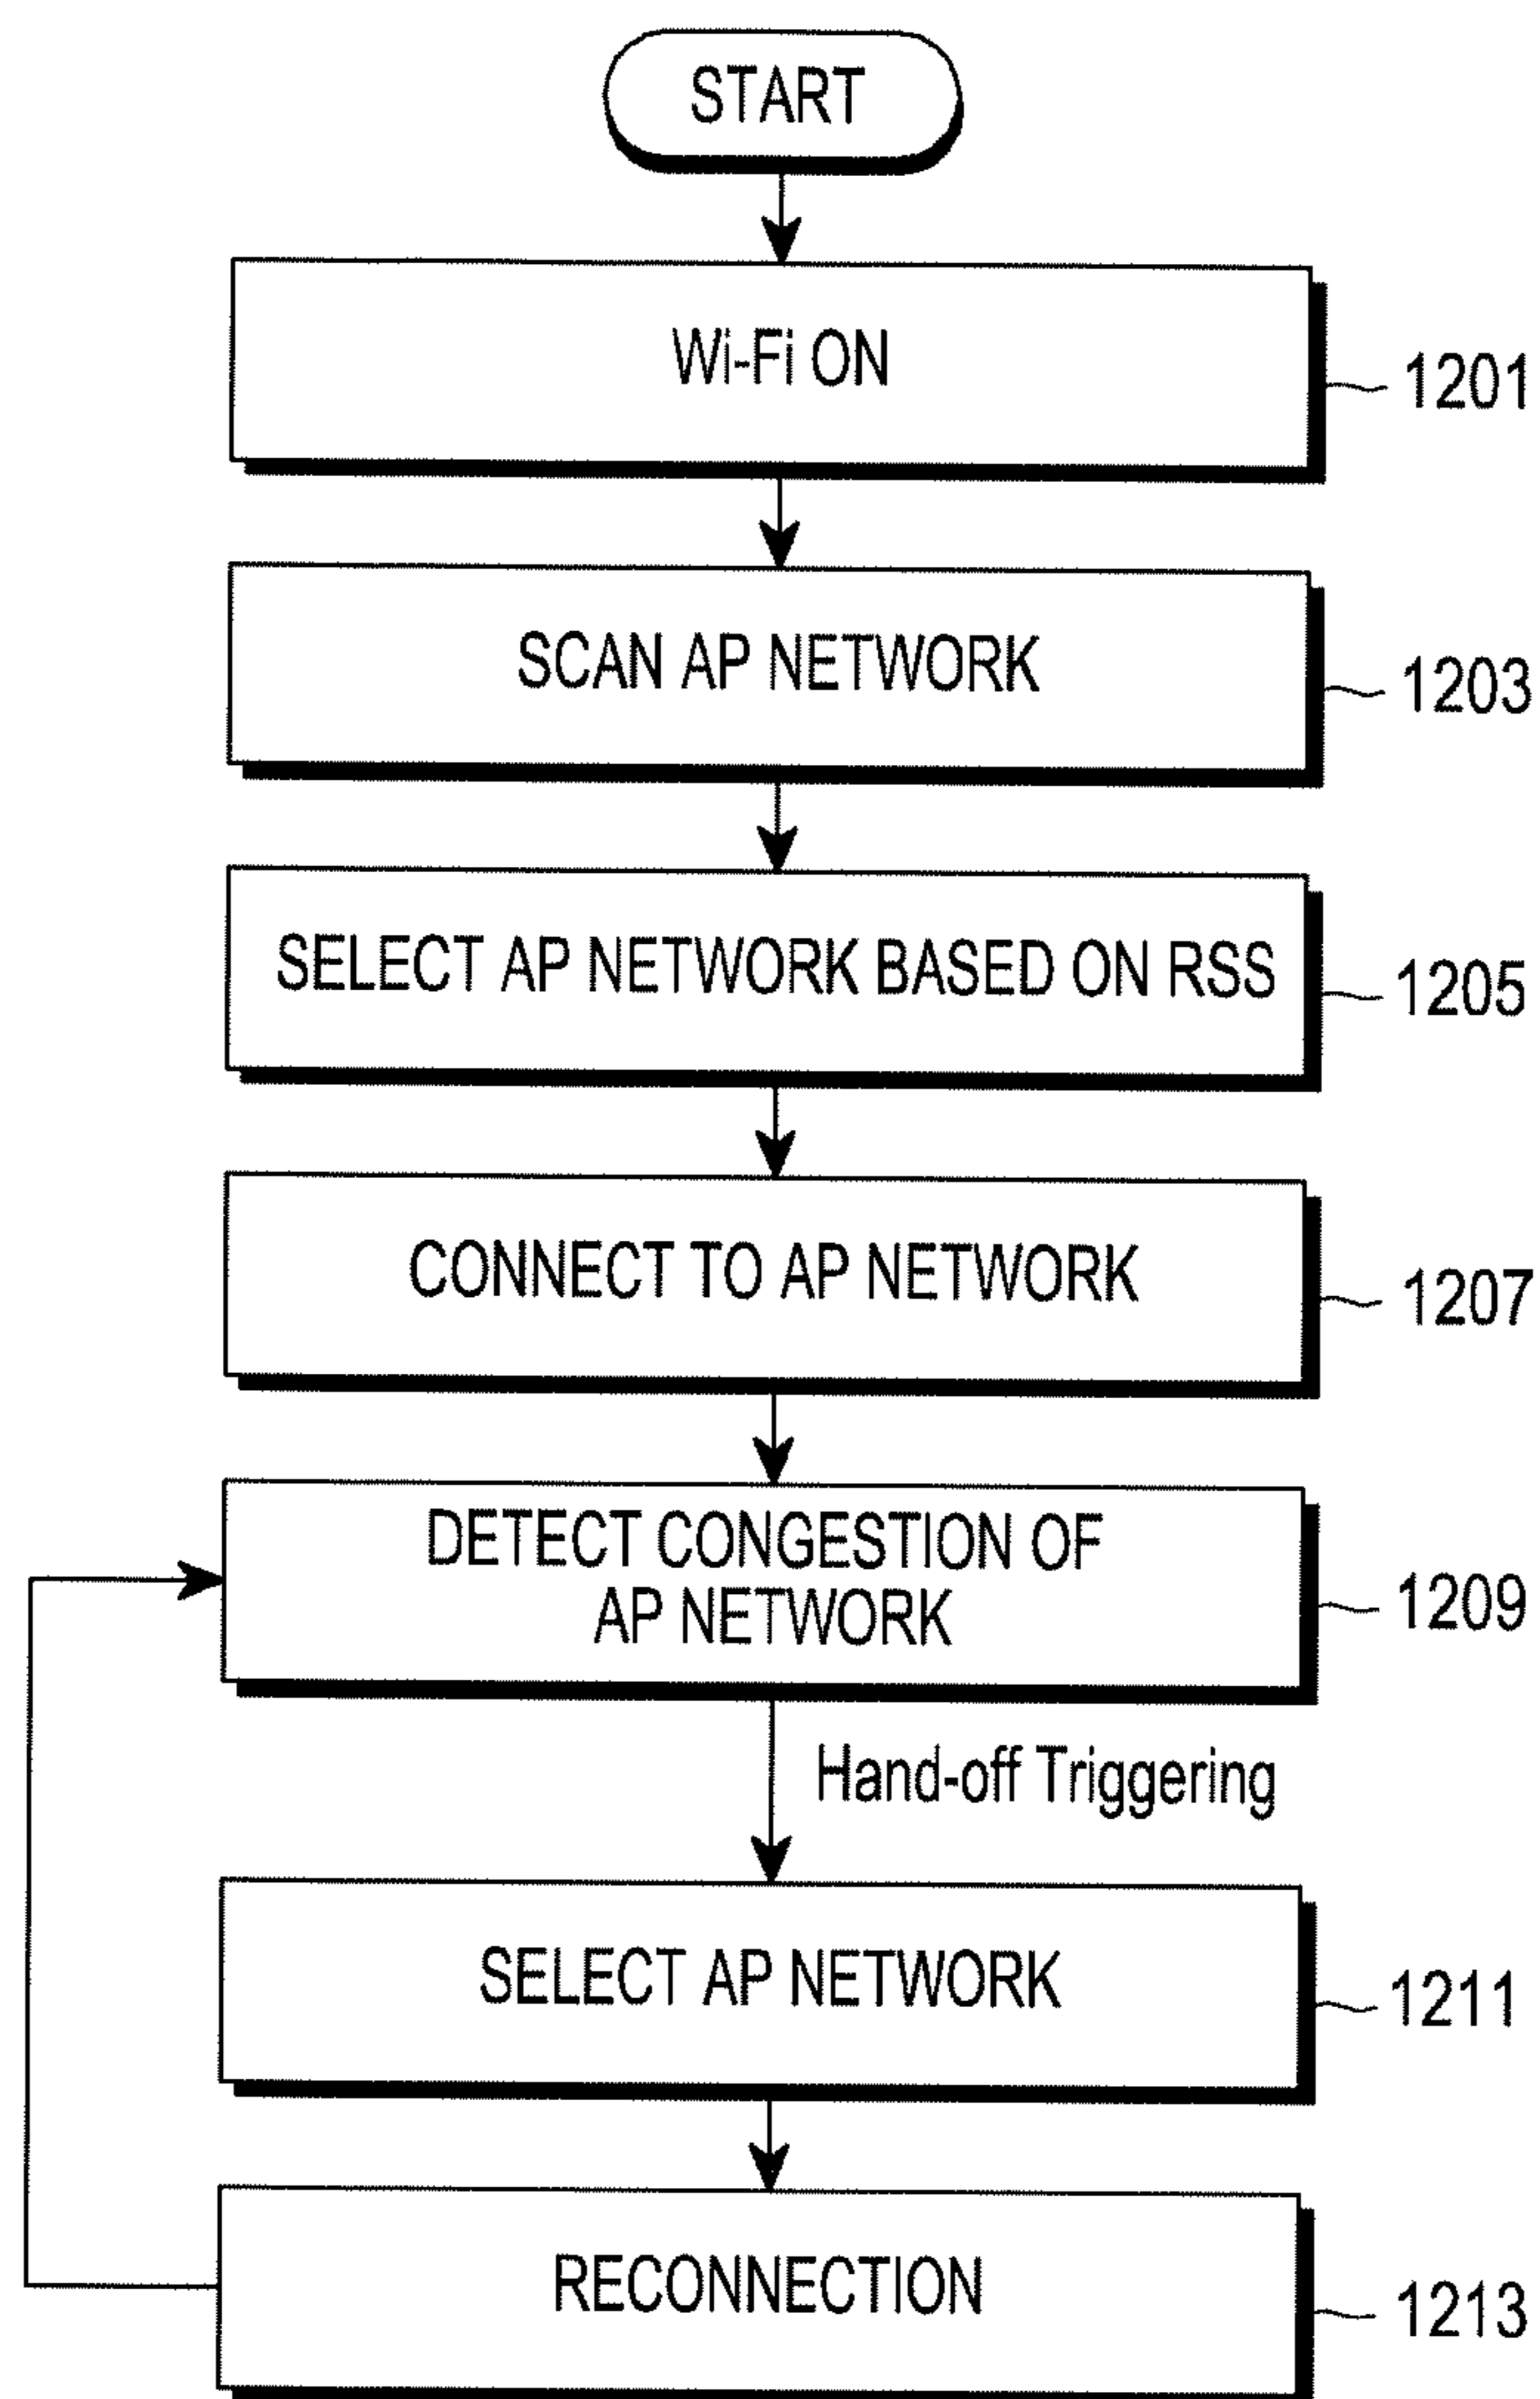 START
Wi-Fi ON
1201
SCAN AP NETWORK
1203
SELECT AP NETWORK BASED ON RSS
1205
CONNECT TO AP NETWORK
1207
DETECT CONGESTION OF
AP NETWORK
1209
Hand-off Triggering
SELECT AP NETWORK
1211
RECONNECTION
1213